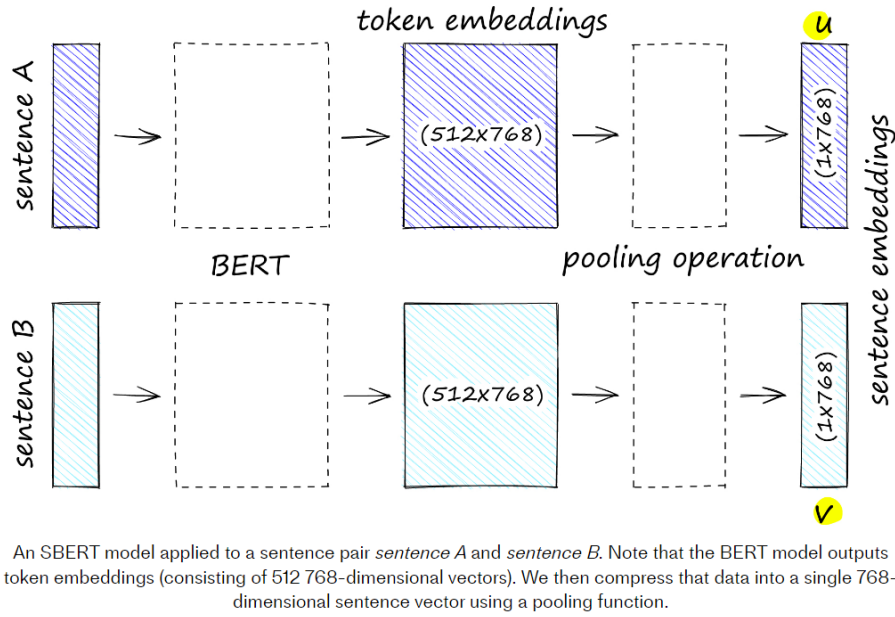 token embeddings
u
sentence A
(512x768)
(1x768)
sentence embeddings
BERT
pooling operation
sentence B
(512x768)
(1x768)
v
An SBERT model applied to a sentence pair sentence A and sentence B. Note that the BERT model outputs
token embeddings (consisting of 512 768-dimensional vectors). We then compress that data into a single 768-
dimensional sentence vector using a pooling function.